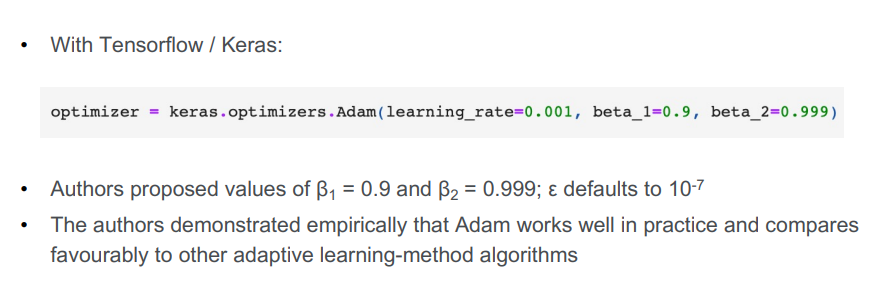 • With Tensorflow / Keras:
optimizer = keras.optimizers.Adam(learning_rate=0.001, beta_1=0.9, beta_2=0.999)
• Authors proposed values of β₁ = 0.9 and β₂ = 0.999; ε defaults to 10⁻⁷
• The authors demonstrated empirically that Adam works well in practice and compares
favourably to other adaptive learning-method algorithms